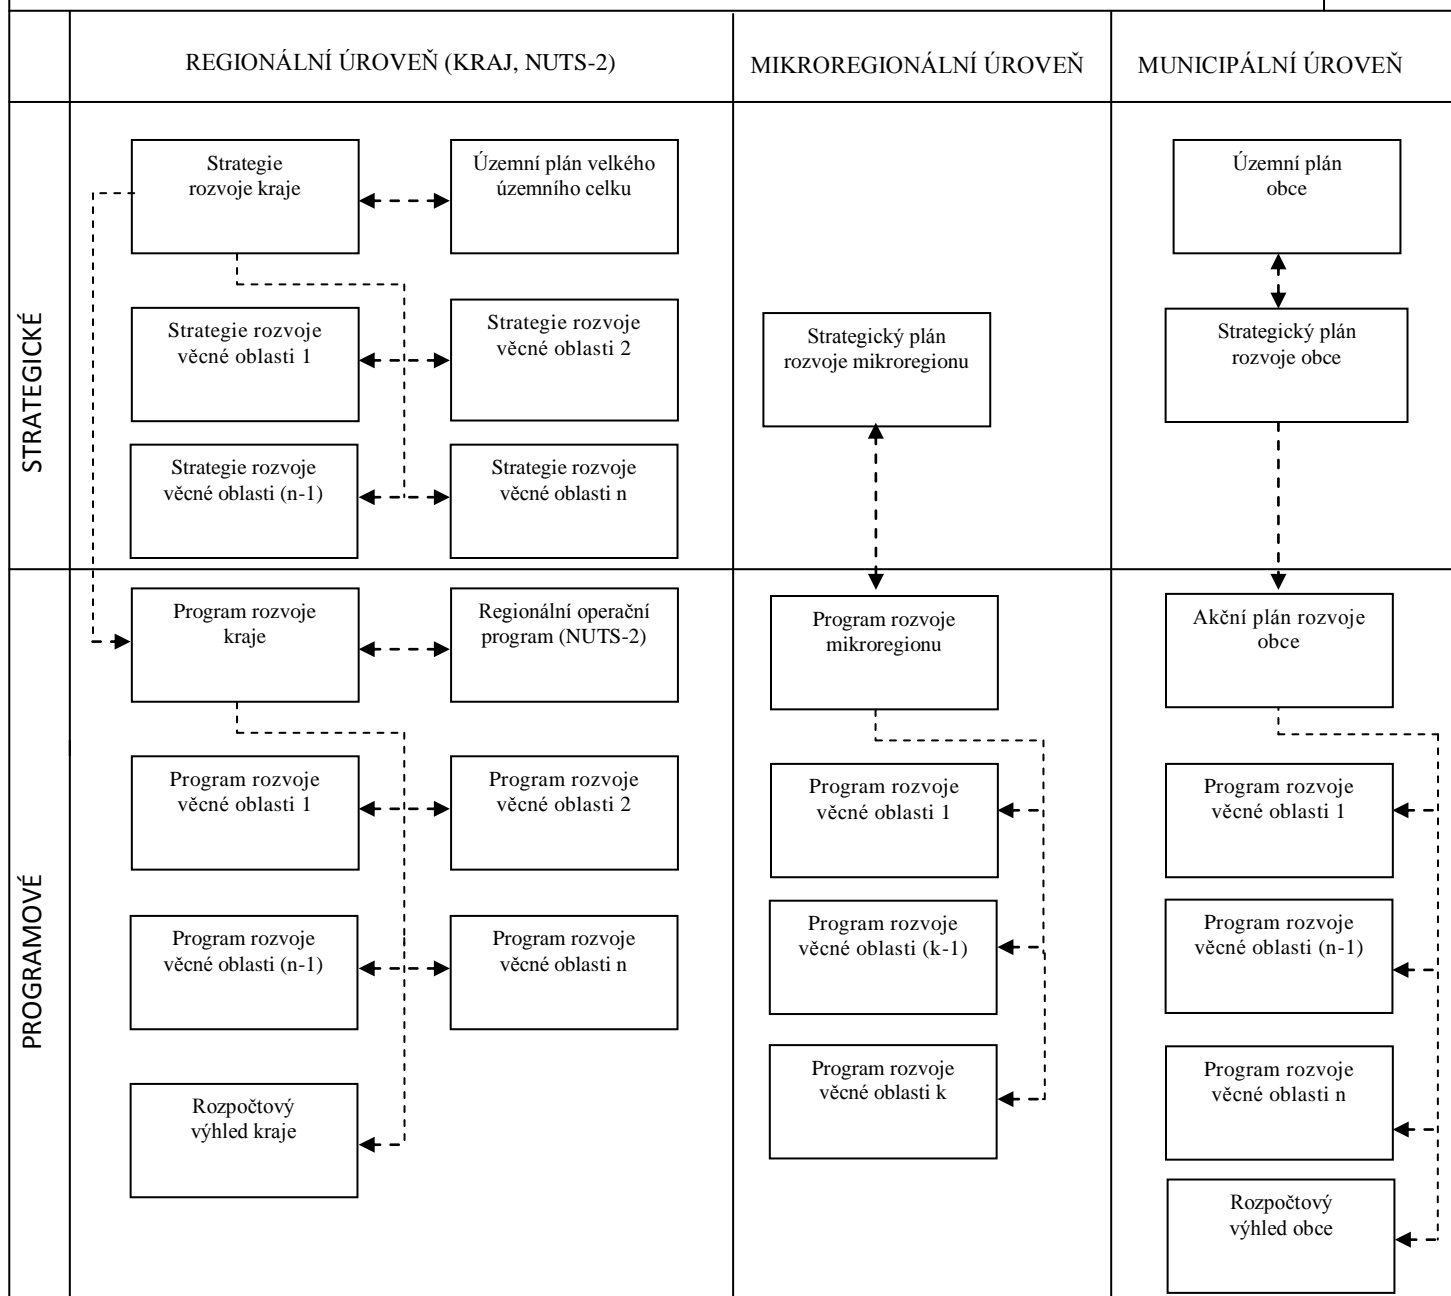 REGIONÁLNÍ ÚROVEŇ (KRAJ, NUTS-2)
MIKROREGIONÁLNÍ ÚROVEŇ
MUNICIPÁLNÍ ÚROVEŇ
STRATEGICKÉ
Strategie
rozvoje kraje
Územní plán velkého
územního celku
Strategie rozvoje
věcné oblasti 1
Strategie rozvoje
věcné oblasti 2
Strategie rozvoje
věcné oblasti (n-1)
Strategie rozvoje
věcné oblasti n
Strategický plán
rozvoje mikroregionu
Územní plán
obce
Strategický plán
rozvoje obce
PROGRAMOVÉ
Program rozvoje
kraje
Regionální operační
program (NUTS-2)
Program rozvoje
věcné oblasti 1
Program rozvoje
věcné oblasti 2
Program rozvoje
věcné oblasti (n-1)
Program rozvoje
věcné oblasti n
Rozpočtový
výhled kraje
Program rozvoje
mikroregionu
Program rozvoje
věcné oblasti 1
Program rozvoje
věcné oblasti (k-1)
Program rozvoje
věcné oblasti k
Akční plán rozvoje
obce
Program rozvoje
věcné oblasti 1
Program rozvoje
věcné oblasti (n-1)
Program rozvoje
věcné oblasti n
Rozpočtový
výhled obce